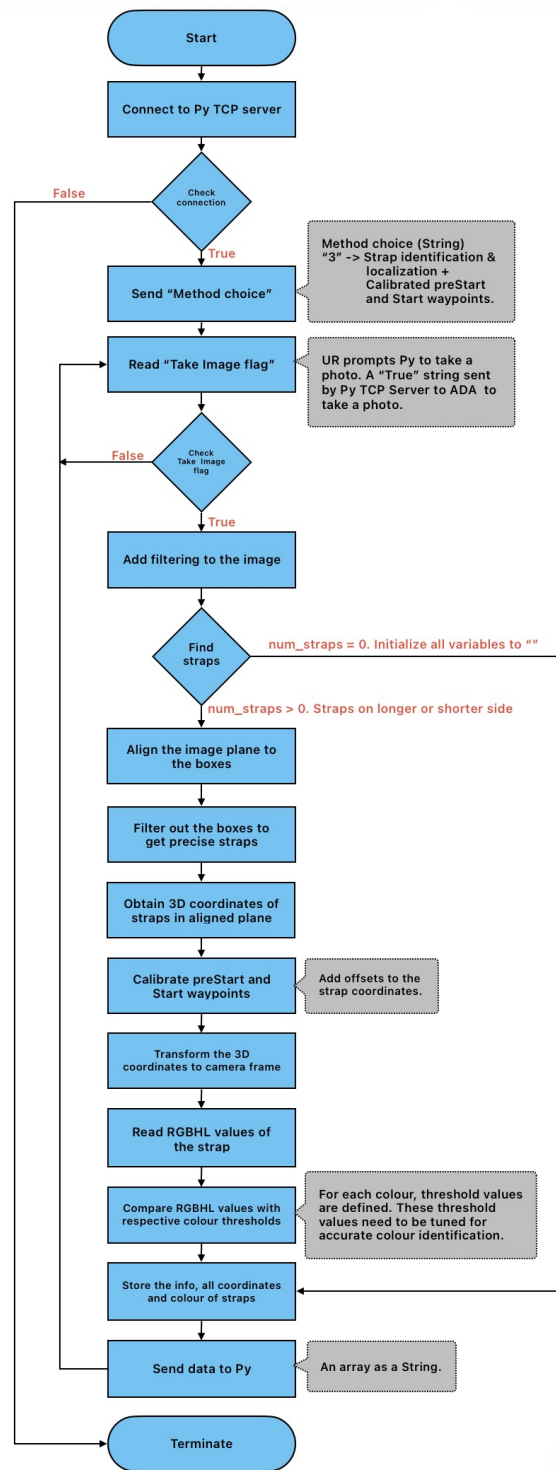 Start
Connect to Py TCP server
Check
connection
False
True
Send “Method choice”
Method choice (String)
“3” -> Strap identification &
localization +
Calibrated preStart
and Start waypoints.
Read “Take Image flag”
UR prompts Py to take a
photo. A “True” string sent
by Py TCP Server to ADA to
take a photo.
Check
Take Image
flag
False
True
Add filtering to the image
Find
straps
num_straps = 0. Initialize all variables to “”
num_straps > 0. Straps on longer or shorter side
Align the image plane to
the boxes
Filter out the boxes to
get precise straps
Obtain 3D coordinates of
straps in aligned plane
Calibrate preStart and
Start waypoints
Add offsets to the
strap coordinates.
Transform the 3D
coordinates to camera frame
Read RGBHL values of
the strap
Compare RGBHL values with
respective colour thresholds
For each colour, threshold values
are defined. These threshold
values need to be tuned for
accurate colour identification.
Store the info, all coordinates
and colour of straps
Send data to Py
An array as a String.
Terminate